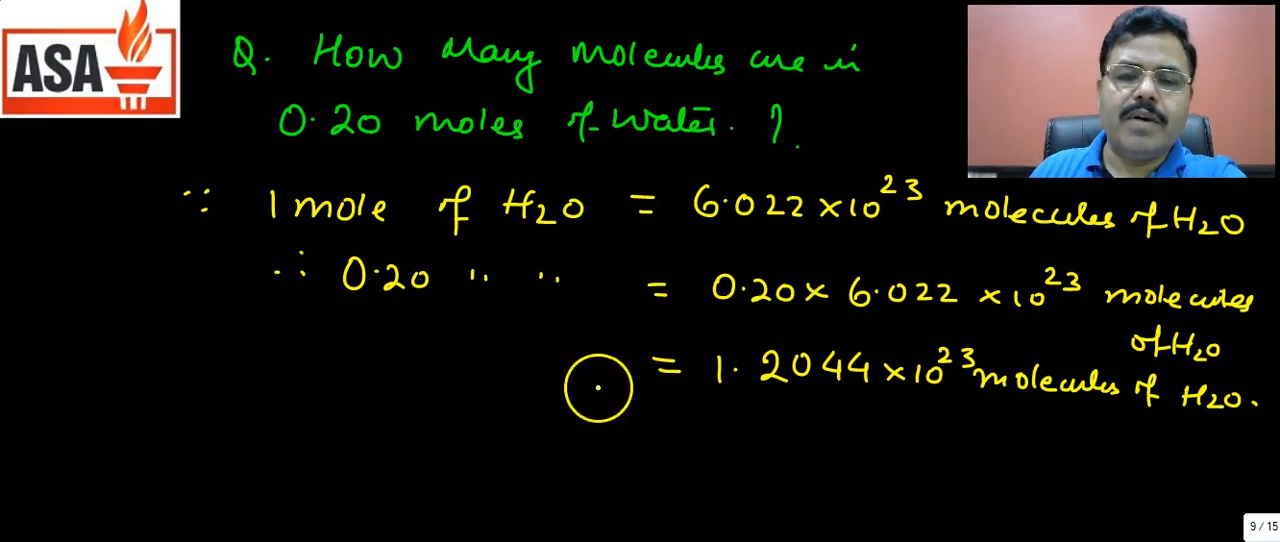 ASA
Q. How Many molecules are in
0.20 moles of Water. ?
∵ 1 mole of H2O = 6.022 × 10^23 molecules of H2O
∴ 0.20 " " = 0.20 × 6.022 × 10^23 molecules
of H2O
= 1.2044 × 10^23 molecules of H2O.
9 / 15